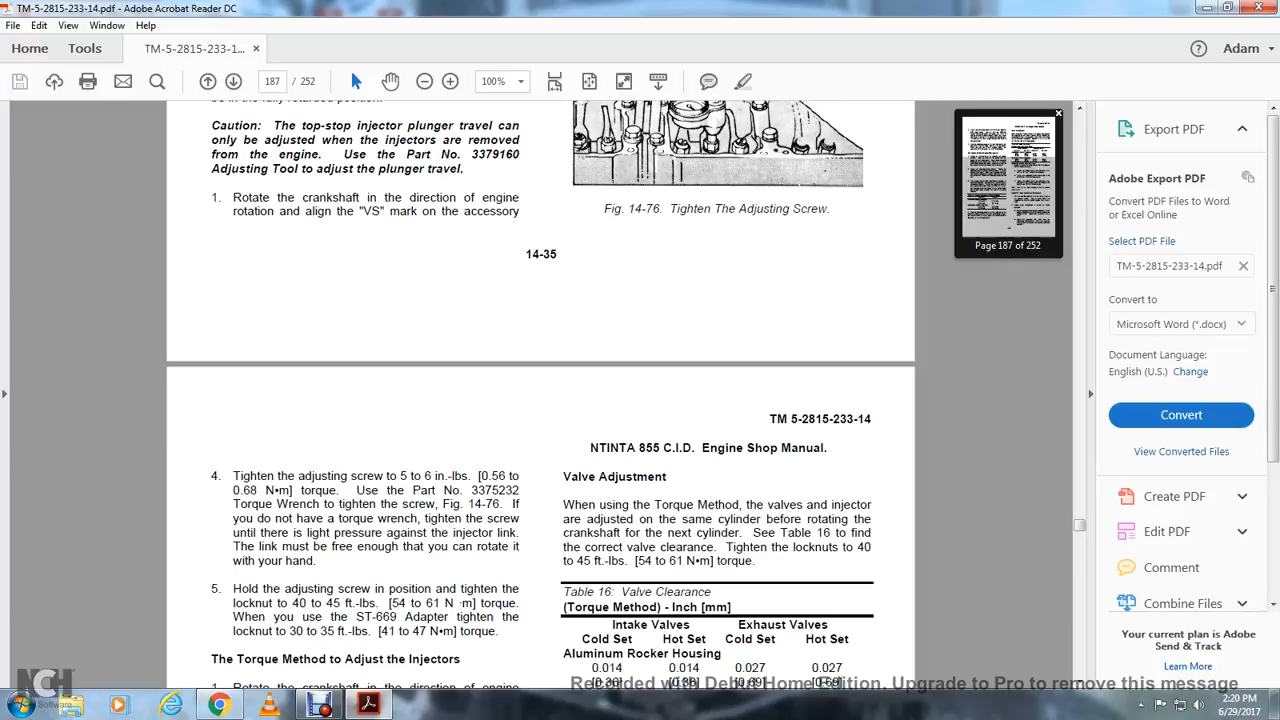 TM-5-2815-233-14.pdf - Adobe Acrobat Reader DC
File Edit View Window Help
Home Tools TM-5-2815-233-1... × Adam
187 / 252 100%
Caution: The top-stop injector plunger travel can
only be adjusted when the injectors are removed
from the engine. Use the Part No. 3379160
Adjusting Tool to adjust the plunger travel.
1. Rotate the crankshaft in the direction of engine
rotation and align the "VS" mark on the accessory
Fig. 14-76. Tighten The Adjusting Screw.
14-35
TM 5-2815-233-14
NTINTA 855 C.I.D. Engine Shop Manual.
4. Tighten the adjusting screw to 5 to 6 in.-lbs. [0.56 to
0.68 N•m] torque. Use the Part No. 3375232
Torque Wrench to tighten the screw, Fig. 14-76. If
you do not have a torque wrench, tighten the screw
until there is light pressure against the injector link.
The link must be free enough that you can rotate it
with your hand.
5. Hold the adjusting screw in position and tighten the
locknut to 40 to 45 ft.-lbs. [54 to 61 N •m] torque.
When you use the ST-669 Adapter tighten the
locknut to 30 to 35 ft.-lbs. [41 to 47 N•m] torque.
The Torque Method to Adjust the Injectors
1. Rotate the crankshaft in the direction of engine
Valve Adjustment
When using the Torque Method, the valves and injector
are adjusted on the same cylinder before rotating the
crankshaft for the next cylinder. See Table 16 to find
the correct valve clearance. Tighten the locknuts to 40
to 45 ft.-lbs. [54 to 61 N•m] torque.
Table 16: Valve Clearance
(Torque Method) - Inch [mm]
Intake Valves Exhaust Valves
Cold Set Hot Set Cold Set Hot Set
Aluminum Rocker Housing
0.014 0.014 0.027 0.027
[0.36] [0.36] [0.69] [0.69]
Page 187 of 252
Export PDF
Adobe Export PDF
Convert PDF Files to Word
or Excel Online
Select PDF File
TM-5-2815-233-14.pdf
Convert to
Microsoft Word (*.docx)
Document Language:
English (U.S.) Change
Convert
View Converted Files
Create PDF
Edit PDF
Comment
Combine Files
Your current plan is Adobe
Send & Track
Learn More
NCH
Software
Home Edition. Upgrade to Pro to remove this message
2:20 PM
6/29/2017